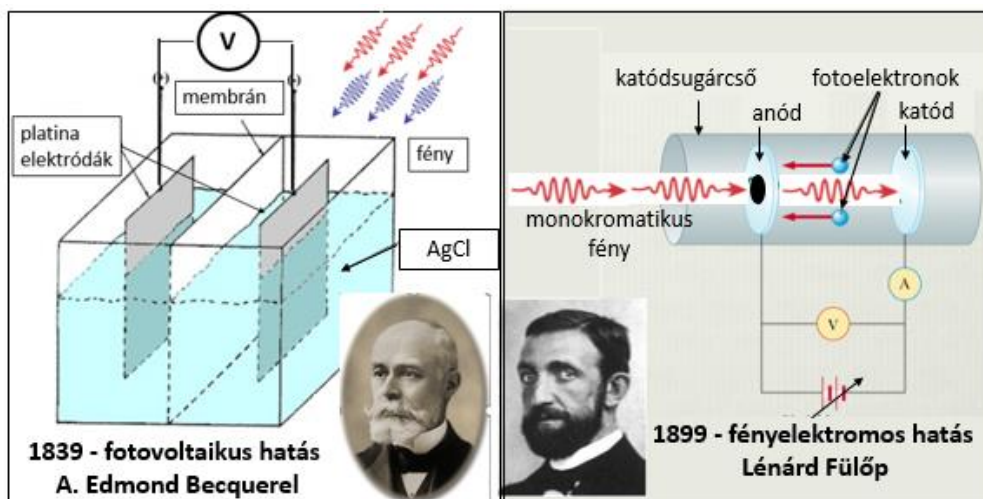 V
(+)
(-)
membrán
platina
elektródák
fény
AgCl
1839 - fotovoltaikus hatás
A. Edmond Becquerel
katódsugárcső
fotoelektronok
anód
katód
monokromatikus
fény
A
V
1899 - fényelektromos hatás
Lénárd Fülőp